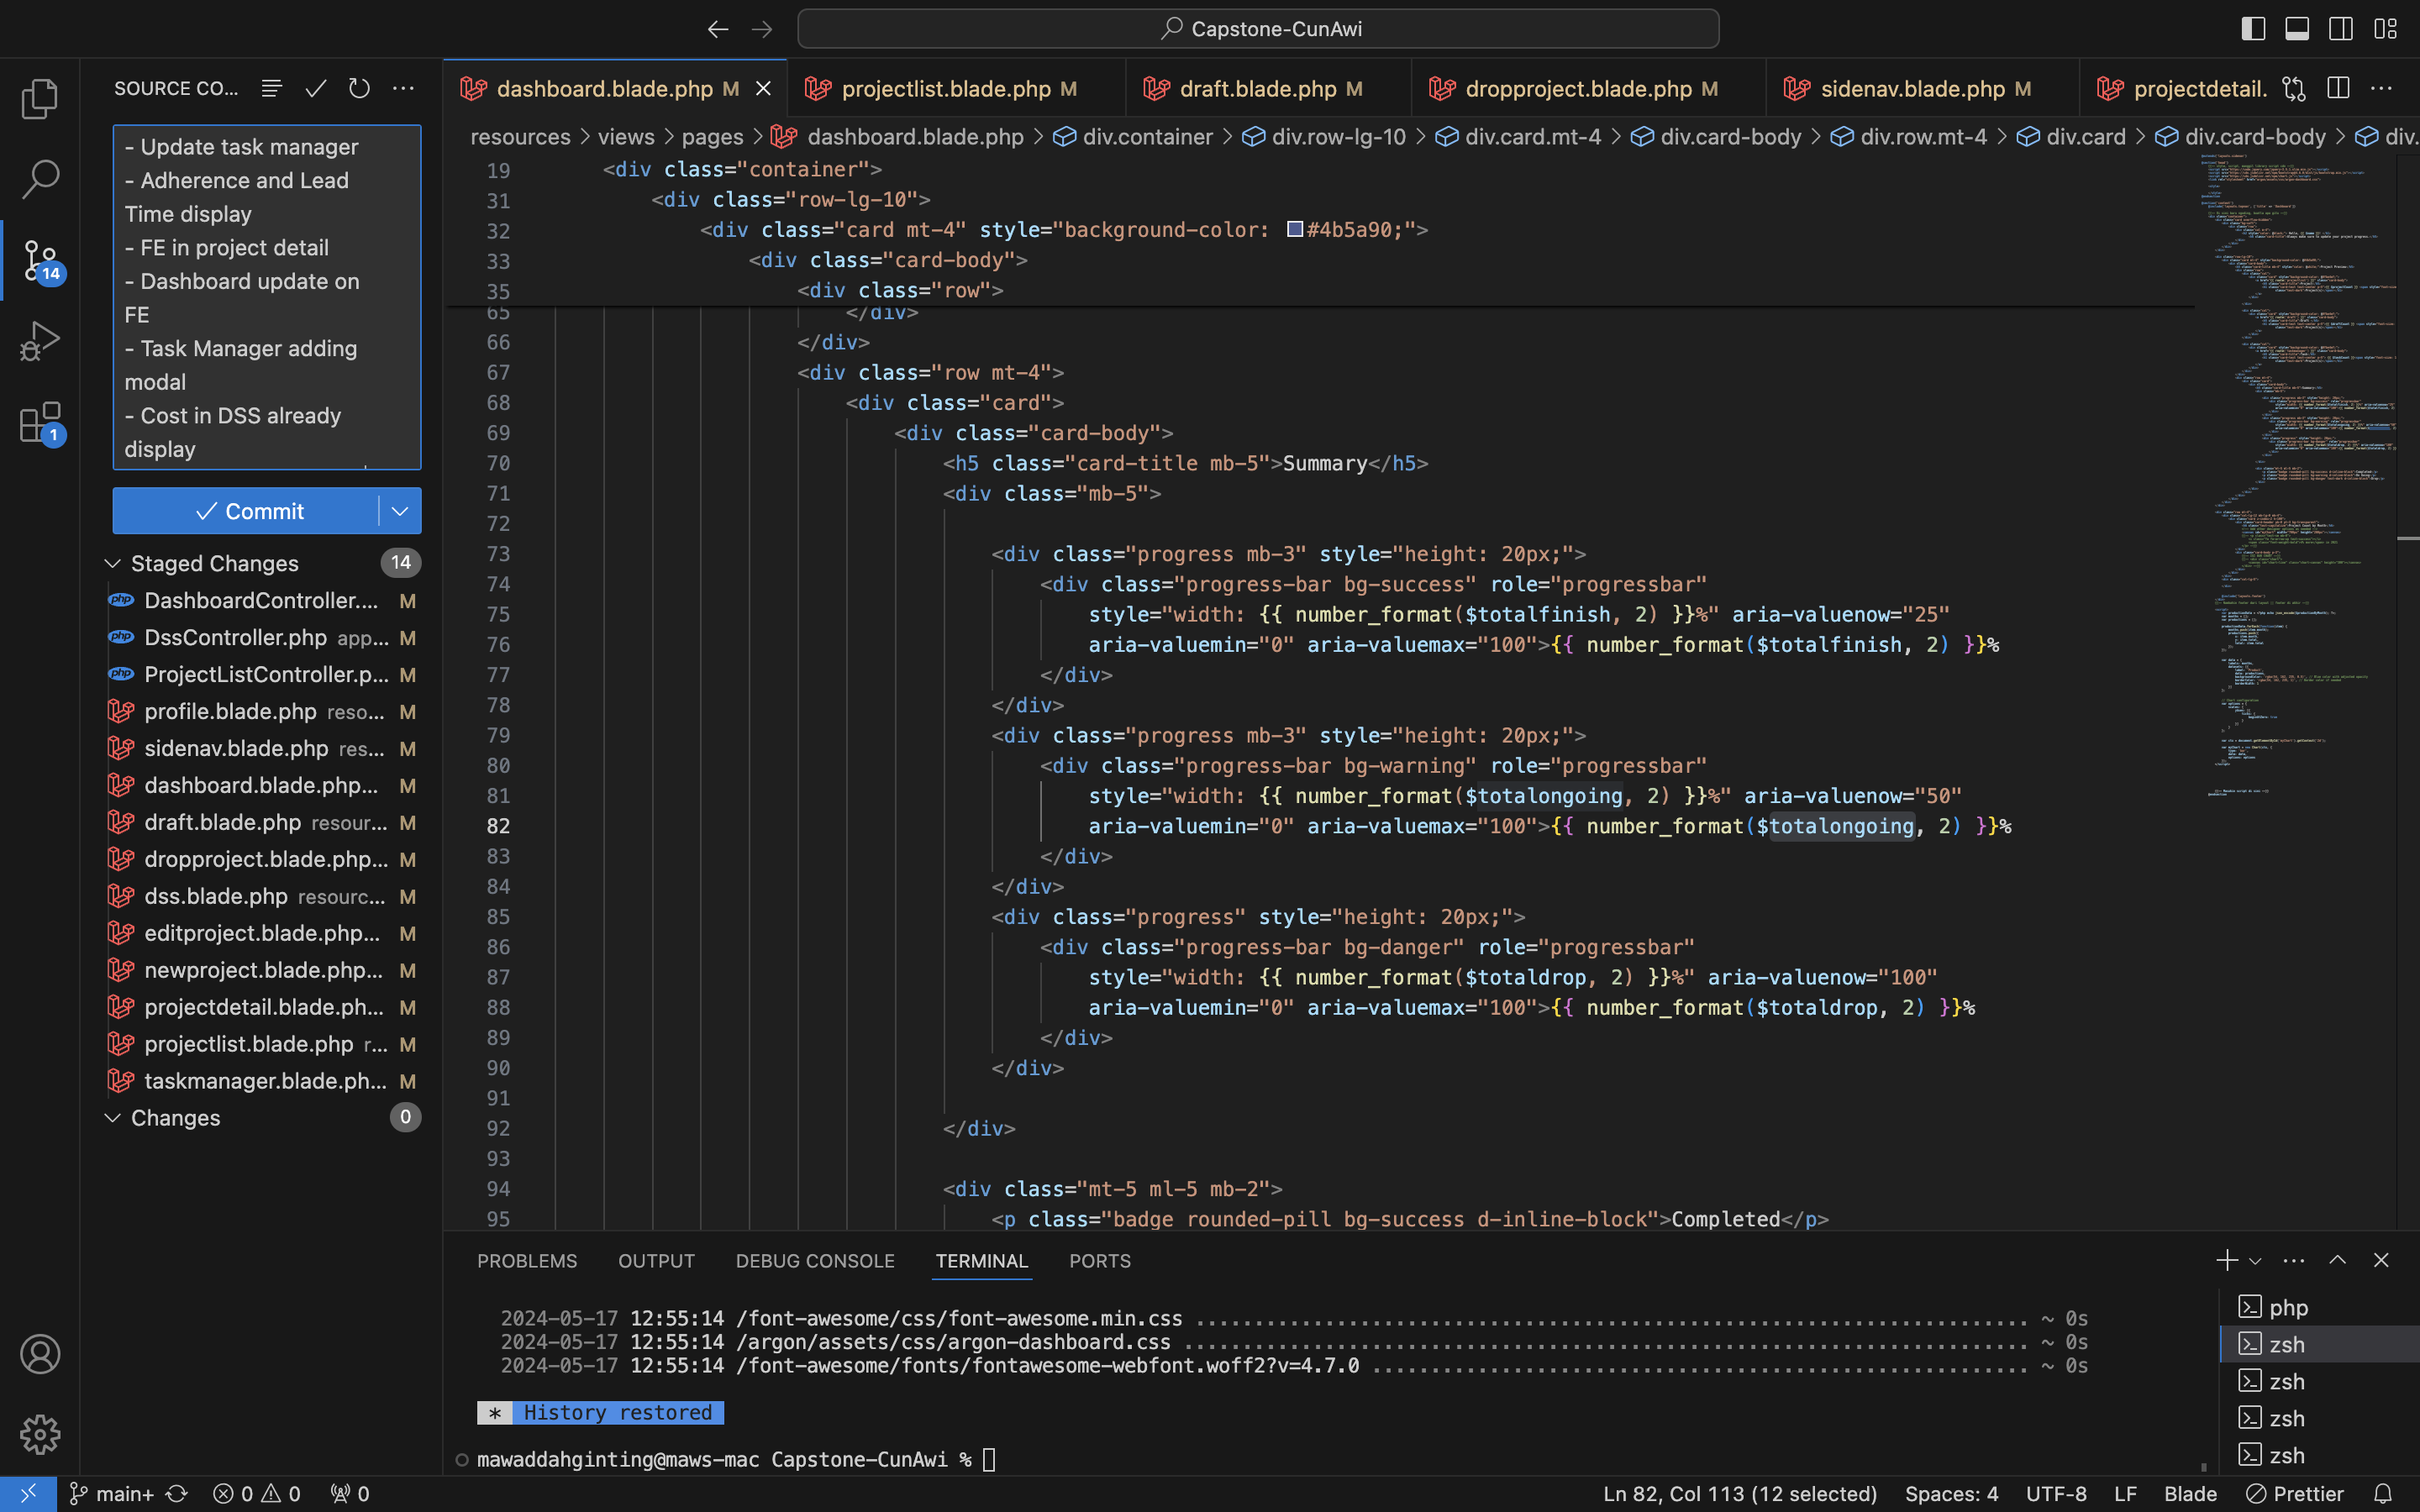 Capstone-CunAwi
SOURCE CO...
- Update task manager
- Adherence and Lead
Time display
- FE in project detail
- Dashboard update on
FE
- Task Manager adding
modal
- Cost in DSS already
display
Commit
Staged Changes 14
DashboardController.... M
DssController.php app... M
ProjectListController.p... M
profile.blade.php reso... M
sidenav.blade.php res... M
dashboard.blade.php... M
draft.blade.php resour... M
dropproject.blade.php... M
dss.blade.php resourc... M
editproject.blade.php... M
newproject.blade.php... M
projectdetail.blade.ph... M
projectlist.blade.php r... M
taskmanager.blade.ph... M
Changes 0
14
1
dashboard.blade.php M projectlist.blade.php M draft.blade.php M dropproject.blade.php M sidenav.blade.php M projectdetail.
resources > views > pages > dashboard.blade.php > div.container > div.row-lg-10 > div.card.mt-4 > div.card-body > div.row.mt-4 > div.card > div.card-body > div.
19 <div class="container">
31 <div class="row-lg-10">
32 <div class="card mt-4" style="background-color: #4b5a90;">
33 <div class="card-body">
35 <div class="row">
65 </div>
66 </div>
67 <div class="row mt-4">
68 <div class="card">
69 <div class="card-body">
70 <h5 class="card-title mb-5">Summary</h5>
71 <div class="mb-5">
72
73 <div class="progress mb-3" style="height: 20px;">
74 <div class="progress-bar bg-success" role="progressbar"
75 style="width: {{ number_format($totalfinish, 2) }}%" aria-valuenow="25"
76 aria-valuemin="0" aria-valuemax="100">{{ number_format($totalfinish, 2) }}%
77 </div>
78 </div>
79 <div class="progress mb-3" style="height: 20px;">
80 <div class="progress-bar bg-warning" role="progressbar"
81 style="width: {{ number_format($totalongoing, 2) }}%" aria-valuenow="50"
82 aria-valuemin="0" aria-valuemax="100">{{ number_format($totalongoing, 2) }}%
83 </div>
84 </div>
85 <div class="progress" style="height: 20px;">
86 <div class="progress-bar bg-danger" role="progressbar"
87 style="width: {{ number_format($totaldrop, 2) }}%" aria-valuenow="100"
88 aria-valuemin="0" aria-valuemax="100">{{ number_format($totaldrop, 2) }}%
89 </div>
90 </div>
91
92 </div>
93
94 <div class="mt-5 ml-5 mb-2">
95 <p class="badge rounded-pill bg-success d-inline-block">Completed</p>
PROBLEMS OUTPUT DEBUG CONSOLE TERMINAL PORTS
2024-05-17 12:55:14 /font-awesome/css/font-awesome.min.css ~ 0s
2024-05-17 12:55:14 /argon/assets/css/argon-dashboard.css ~ 0s
2024-05-17 12:55:14 /font-awesome/fonts/fontawesome-webfont.woff2?v=4.7.0 ~ 0s
* History restored
mawaddahginting@maws-mac Capstone-CunAwi %
php
zsh
zsh
zsh
zsh
main+ 0 0 0 Ln 82, Col 113 (12 selected) Spaces: 4 UTF-8 LF Blade Prettier